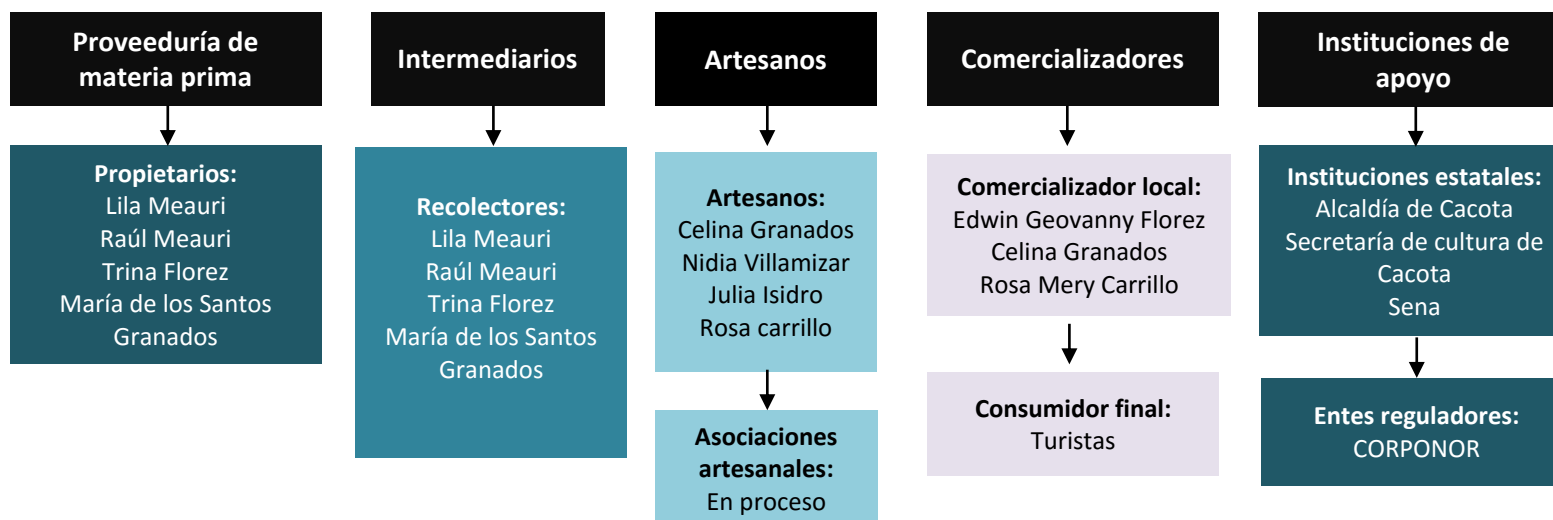 Proveeduría de
materia prima
Propietarios:
Lila Meauri
Raúl Meauri
Trina Florez
María de los Santos
Granados
Intermediarios
Recolectores:
Lila Meauri
Raúl Meauri
Trina Florez
María de los Santos
Granados
Artesanos
Artesanos:
Celina Granados
Nidia Villamizar
Julia Isidro
Rosa carrillo
Asociaciones
artesanales:
En proceso
Comercializadores
Comercializador local:
Edwin Geovanny Florez
Celina Granados
Rosa Mery Carrillo
Consumidor final:
Turistas
Instituciones de
apoyo
Instituciones estatales:
Alcaldía de Cacota
Secretaría de cultura de
Cacota
Sena
Entes reguladores:
CORPONOR